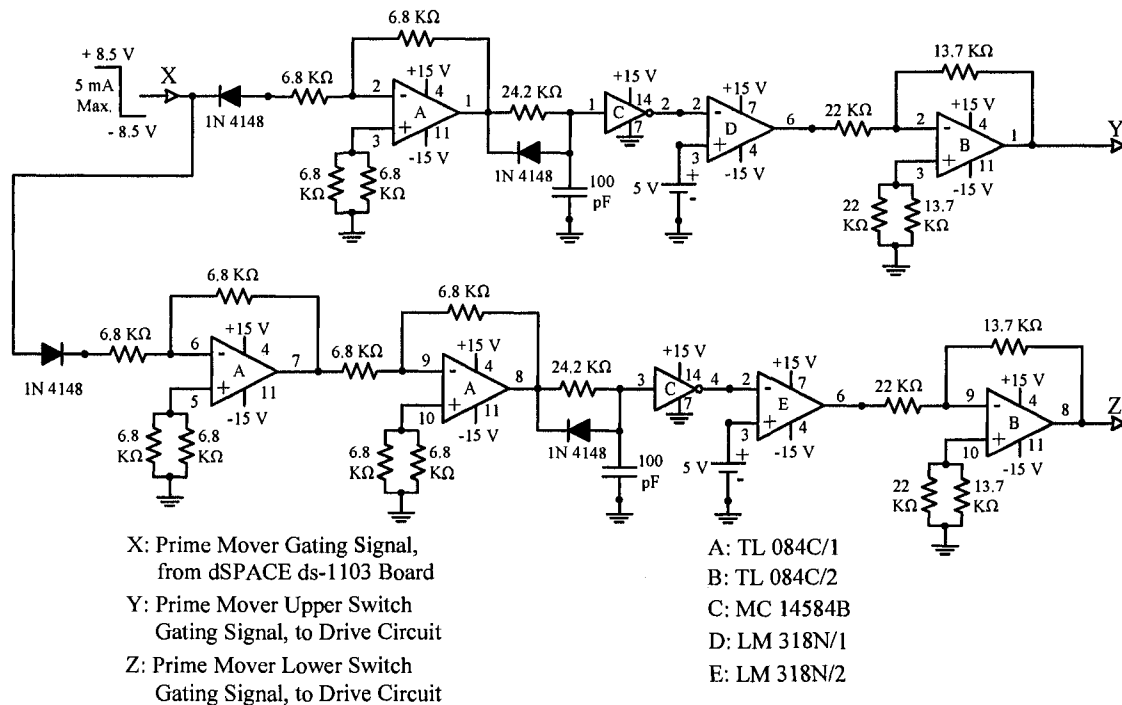 + 8.5 V
5 mA
Max.
- 8.5 V
X
1N 4148
6.8 KΩ
6.8 KΩ
2
3
+15 V
4
A
11
-15 V
1
6.8
KΩ
6.8
KΩ
24.2 KΩ
1N 4148
100
pF
1
+15 V
14
C
7
2
2
3
+15 V
7
D
4
-15 V
6
5 V
+
-
22 KΩ
13.7 KΩ
2
3
+15 V
4
B
11
-15 V
1
22
KΩ
13.7
KΩ
Y
1N 4148
6.8 KΩ
6.8 KΩ
6
5
+15 V
4
A
11
-15 V
7
6.8
KΩ
6.8
KΩ
6.8 KΩ
6.8 KΩ
9
10
+15 V
4
A
11
-15 V
8
6.8
KΩ
6.8
KΩ
24.2 KΩ
1N 4148
100
pF
3
+15 V
14
C
7
4
2
3
+15 V
7
E
4
-15 V
6
5 V
+
-
22 KΩ
13.7 KΩ
9
10
+15 V
4
B
11
-15 V
8
22
KΩ
13.7
KΩ
Z
X: Prime Mover Gating Signal,
from dSPACE ds-1103 Board
Y: Prime Mover Upper Switch
Gating Signal, to Drive Circuit
Z: Prime Mover Lower Switch
Gating Signal, to Drive Circuit
A: TL 084C/1
B: TL 084C/2
C: MC 14584B
D: LM 318N/1
E: LM 318N/2